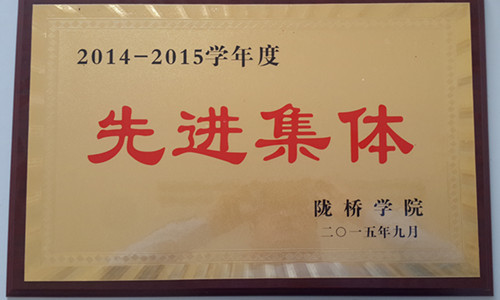 2014-2015学年度
先进集体
陇桥学院
二〇一五年九月